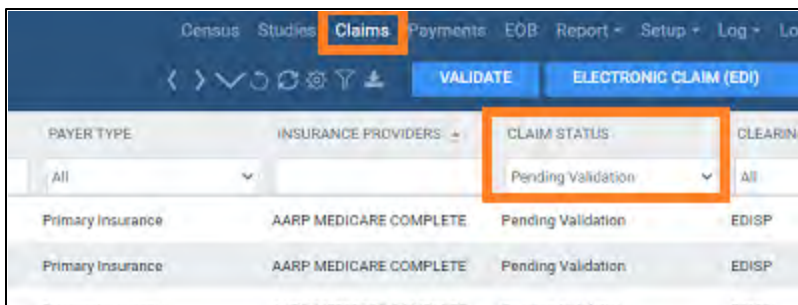 Census Studies Claims Payments EOB Report Setup Log Lo
VALIDATE ELECTRONIC CLAIM (EDI)
PAYER TYPE INSURANCE PROVIDERS CLAIM STATUS CLEARIN
All Pending Validation All
Primary Insurance AARP MEDICARE COMPLETE Pending Validation EDISP
Primary Insurance AARP MEDICARE COMPLETE Pending Validation EDISP